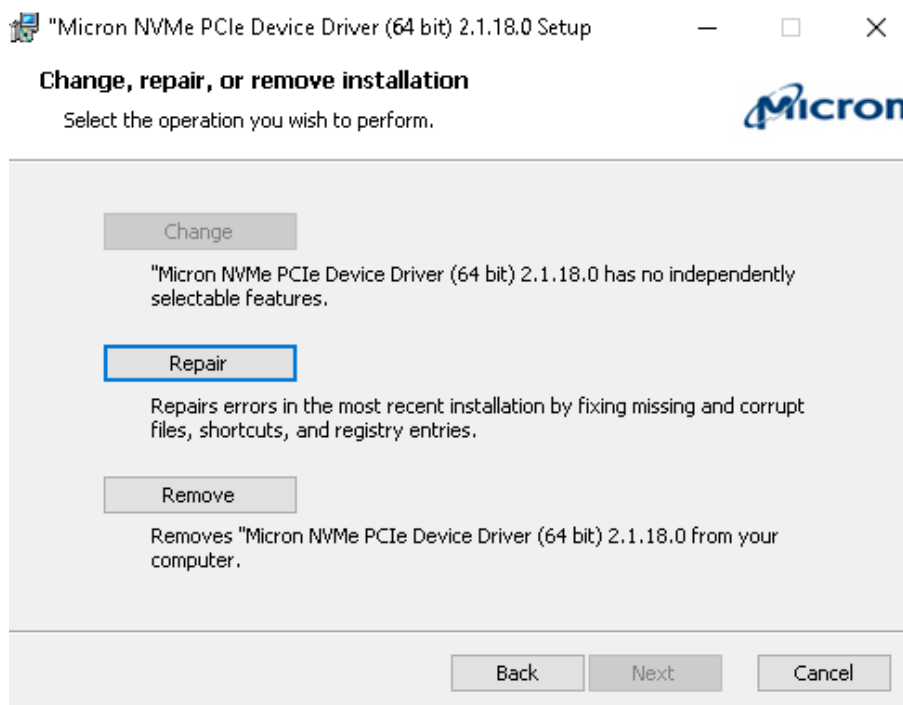 "Micron NVMe PCIe Device Driver (64 bit) 2.1.18.0 Setup
Change, repair, or remove installation
Select the operation you wish to perform.
Micron
Change
"Micron NVMe PCIe Device Driver (64 bit) 2.1.18.0 has no independently
selectable features.
Repair
Repairs errors in the most recent installation by fixing missing and corrupt
files, shortcuts, and registry entries.
Remove
Removes "Micron NVMe PCIe Device Driver (64 bit) 2.1.18.0 from your
computer.
Back Next Cancel